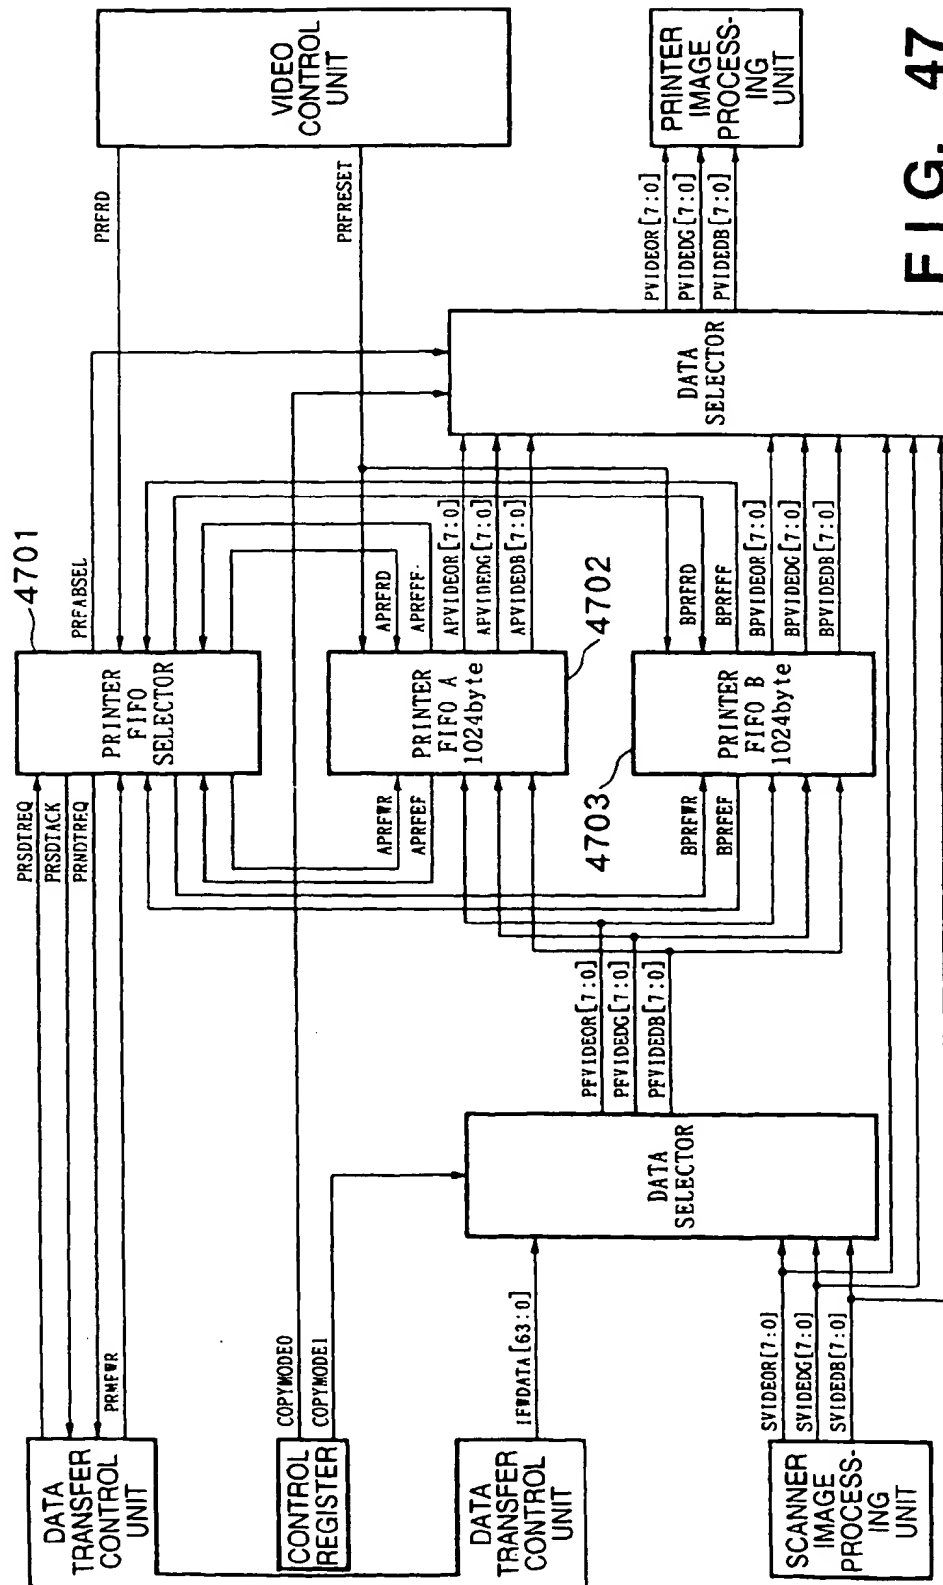 FIG. 47
DATA
TRANSFER
CONTROL
UNIT
PRSDTREQ
PRSDTACK
PRNDTREQ
PRMFWR
4701
PRINTER
FIFO
SELECTOR
PRFABSEL
PRFRD
PRFRESET
VIDEO
CONTROL
UNIT
CONTROL
REGISTER
COPYMODE0
COPYMODE1
APRFWR
APRFEF
PRINTER
FIFO A
1024byte
4702
APRFRD
APRFFF
APVIDEOR[7:0]
APVIDEDG[7:0]
APVIDEDB[7:0]
BPRFWR
BPRFEF
4703
PRINTER
FIFO B
1024byte
BPRFRD
BPRFFF
BPVIDEOR[7:0]
BPVIDEDG[7:0]
BPVIDEDB[7:0]
DATA
TRANSFER
CONTROL
UNIT
IFWDATA[63:0]
DATA
SELECTOR
PFVIDEOR[7:0]
PFVIDEDG[7:0]
PFVIDEDB[7:0]
DATA
SELECTOR
PVIDEOR[7:0]
PVIDEDG[7:0]
PVIDEDB[7:0]
PRINTER
IMAGE
PROCESS-
ING
UNIT
SCANNER
IMAGE
PROCESS-
ING
UNIT
SVIDEOR[7:0]
SVIDEDG[7:0]
SVIDEDB[7:0]